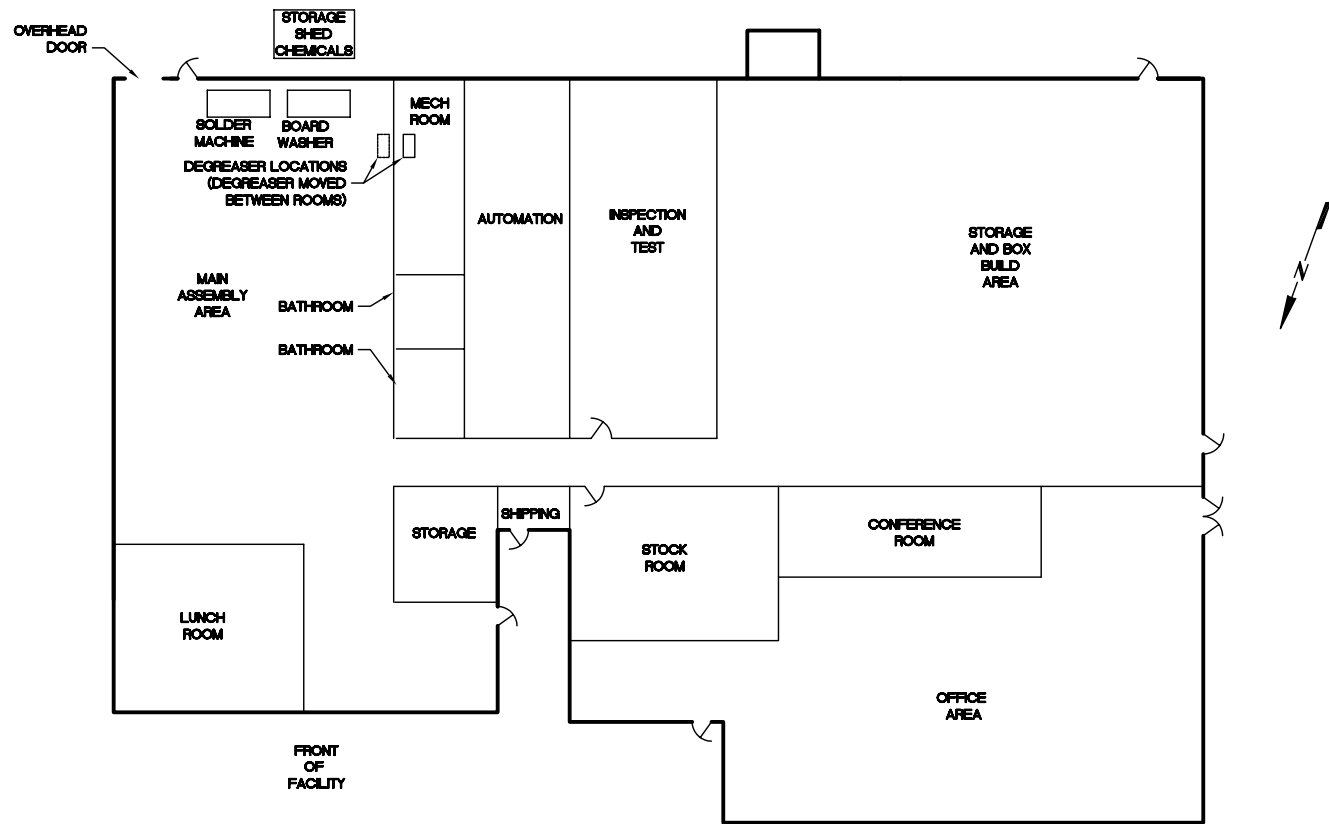 STORAGE
SHED
CHEMICALS
OVERHEAD
DOOR
MECH
ROOM
SOLDER
MACHINE
BOARD
WASHER
DEGREASER LOCATIONS
(DEGREASER MOVED
BETWEEN ROOMS)
AUTOMATION
INSPECTION
AND
TEST
STORAGE
AND BOX
BUILD
AREA
N
MAIN
ASSEMBLY
AREA
BATHROOM
BATHROOM
SHIPPING
STORAGE
STOCK
ROOM
CONFERENCE
ROOM
LUNCH
ROOM
OFFICE
AREA
FRONT
OF
FACILITY